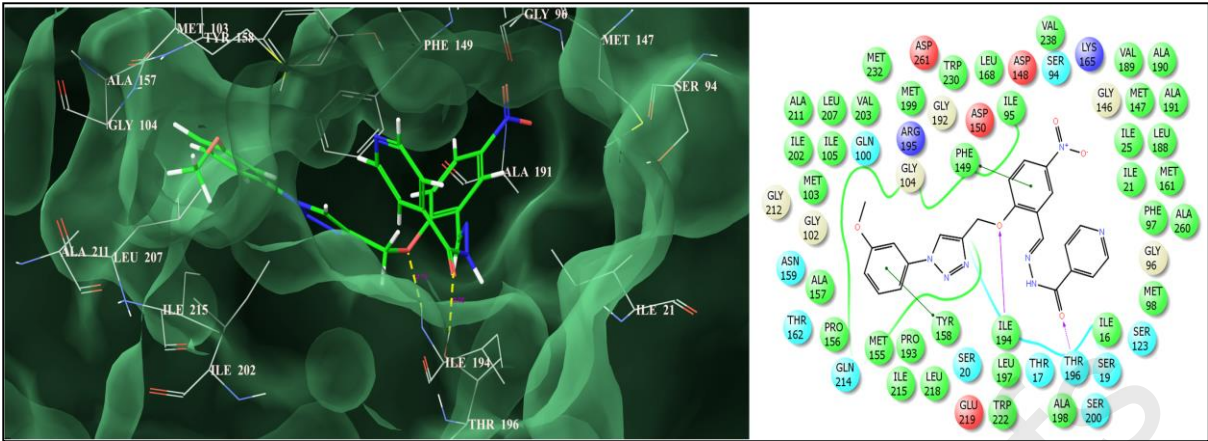 MET 103
TYR 158
GLY 96
PHE 149
MET 147
ALA 157
SER 94
GLY 104
ALA 191
ALA 211
LEU 207
ILE 215
ILE 21
ILE 194
ILE 202
THR 196
VAL 238
ASP 261
LYS 165
MET 232
TRP 230
LEU 168
ASP 148
SER 94
VAL 189
ALA 190
ALA 211
LEU 207
VAL 203
MET 199
GLY 192
ILE 95
GLY 146
MET 147
ALA 191
ASP 150
ILE 202
ILE 105
GLN 100
ARG 195
ILE 25
LEU 188
PHE 149
GLY 104
ILE 21
MET 161
MET 103
GLY 212
GLY 102
PHE 97
ALA 260
ASN 159
GLY 96
ALA 157
MET 98
THR 162
PRO 156
TYR 158
ILE 194
ILE 16
SER 123
MET 155
PRO 193
GLN 214
SER 20
LEU 197
THR 17
THR 196
SER 19
ILE 215
LEU 218
GLU 219
TRP 222
ALA 198
SER 200
O
N+
O-
O
O
N
N
N
N
HN
N
O